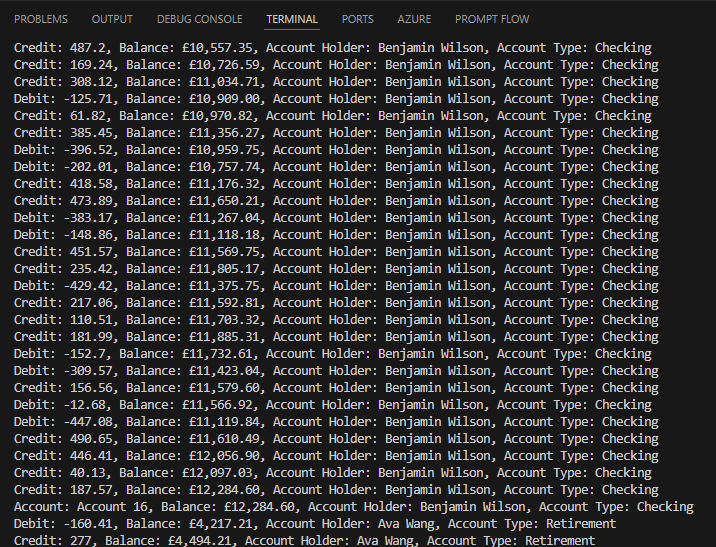 PROBLEMS OUTPUT DEBUG CONSOLE TERMINAL PORTS AZURE PROMPT FLOW
Credit: 487.2, Balance: £10,557.35, Account Holder: Benjamin Wilson, Account Type: Checking
Credit: 169.24, Balance: £10,726.59, Account Holder: Benjamin Wilson, Account Type: Checking
Credit: 308.12, Balance: £11,034.71, Account Holder: Benjamin Wilson, Account Type: Checking
Debit: -125.71, Balance: £10,909.00, Account Holder: Benjamin Wilson, Account Type: Checking
Credit: 61.82, Balance: £10,970.82, Account Holder: Benjamin Wilson, Account Type: Checking
Credit: 385.45, Balance: £11,356.27, Account Holder: Benjamin Wilson, Account Type: Checking
Debit: -396.52, Balance: £10,959.75, Account Holder: Benjamin Wilson, Account Type: Checking
Debit: -202.01, Balance: £10,757.74, Account Holder: Benjamin Wilson, Account Type: Checking
Credit: 418.58, Balance: £11,176.32, Account Holder: Benjamin Wilson, Account Type: Checking
Credit: 473.89, Balance: £11,650.21, Account Holder: Benjamin Wilson, Account Type: Checking
Debit: -383.17, Balance: £11,267.04, Account Holder: Benjamin Wilson, Account Type: Checking
Debit: -148.86, Balance: £11,118.18, Account Holder: Benjamin Wilson, Account Type: Checking
Credit: 451.57, Balance: £11,569.75, Account Holder: Benjamin Wilson, Account Type: Checking
Credit: 235.42, Balance: £11,805.17, Account Holder: Benjamin Wilson, Account Type: Checking
Debit: -429.42, Balance: £11,375.75, Account Holder: Benjamin Wilson, Account Type: Checking
Credit: 217.06, Balance: £11,592.81, Account Holder: Benjamin Wilson, Account Type: Checking
Credit: 110.51, Balance: £11,703.32, Account Holder: Benjamin Wilson, Account Type: Checking
Credit: 181.99, Balance: £11,885.31, Account Holder: Benjamin Wilson, Account Type: Checking
Debit: -152.7, Balance: £11,732.61, Account Holder: Benjamin Wilson, Account Type: Checking
Debit: -309.57, Balance: £11,423.04, Account Holder: Benjamin Wilson, Account Type: Checking
Credit: 156.56, Balance: £11,579.60, Account Holder: Benjamin Wilson, Account Type: Checking
Debit: -12.68, Balance: £11,566.92, Account Holder: Benjamin Wilson, Account Type: Checking
Debit: -447.08, Balance: £11,119.84, Account Holder: Benjamin Wilson, Account Type: Checking
Credit: 490.65, Balance: £11,610.49, Account Holder: Benjamin Wilson, Account Type: Checking
Credit: 446.41, Balance: £12,056.90, Account Holder: Benjamin Wilson, Account Type: Checking
Credit: 40.13, Balance: £12,097.03, Account Holder: Benjamin Wilson, Account Type: Checking
Credit: 187.57, Balance: £12,284.60, Account Holder: Benjamin Wilson, Account Type: Checking
Account: Account 16, Balance: £12,284.60, Account Holder: Benjamin Wilson, Account Type: Checking
Debit: -160.41, Balance: £4,217.21, Account Holder: Ava Wang, Account Type: Retirement
Credit: 277, Balance: £4,494.21, Account Holder: Ava Wang, Account Type: Retirement